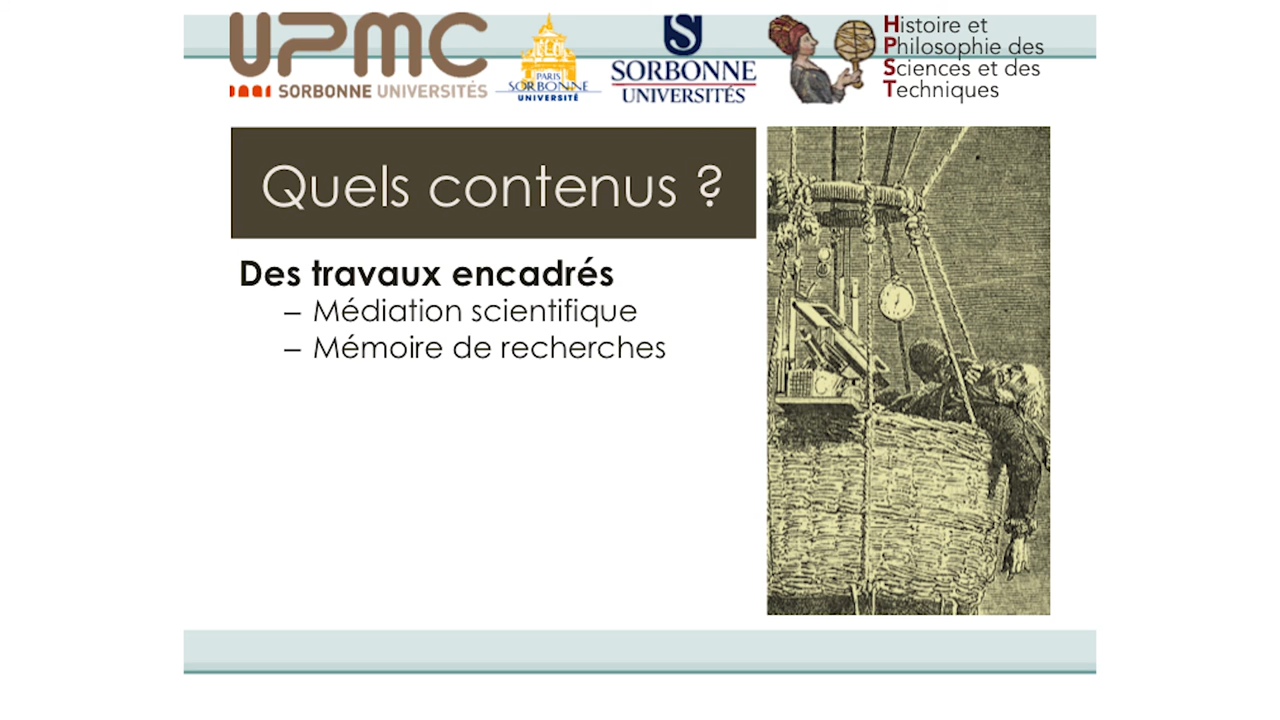 UPMC
SORBONNE UNIVERSITÉS
PARIS
SORBONNE
UNIVERSITÉ
S
SORBONNE
UNIVERSITÉS
Histoire et
Philosophie des
Sciences et des
Techniques
Quels contenus ?
Des travaux encadrés
– Médiation scientifique
– Mémoire de recherches